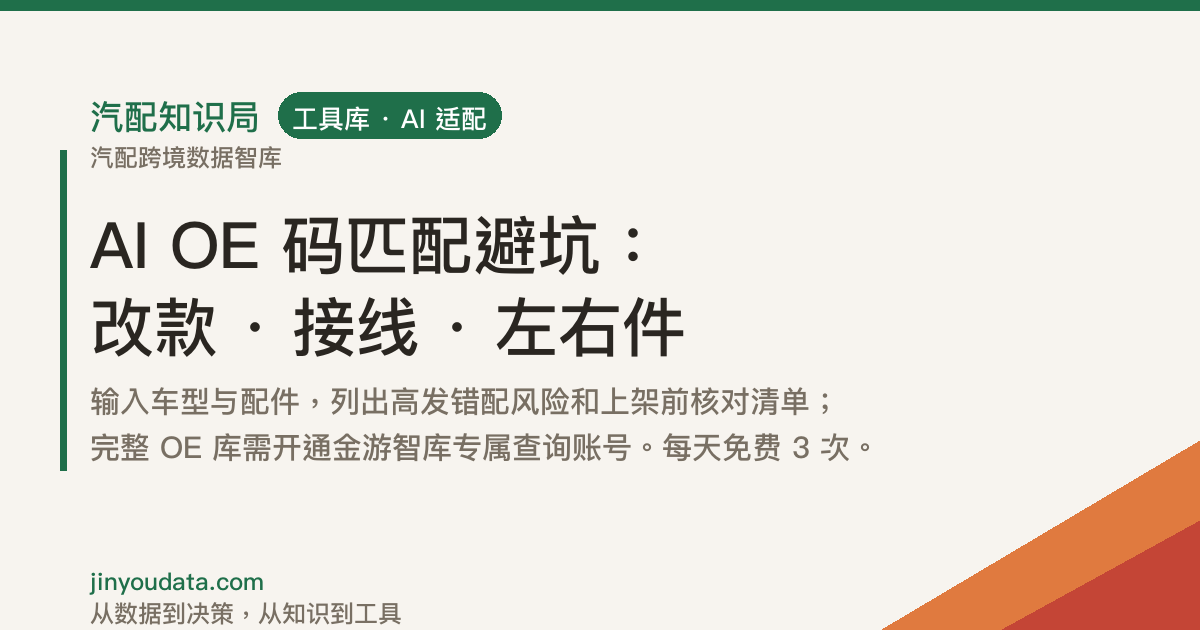 汽配知识局
工具库 · AI 适配
汽配跨境数据智库
AI OE 码匹配避坑：
改款 · 接线 · 左右件
输入车型与配件，列出高发错配风险和上架前核对清单；
完整 OE 库需开通金游智库专属查询账号。每天免费 3 次。
jinyoudata.com
从数据到决策，从知识到工具